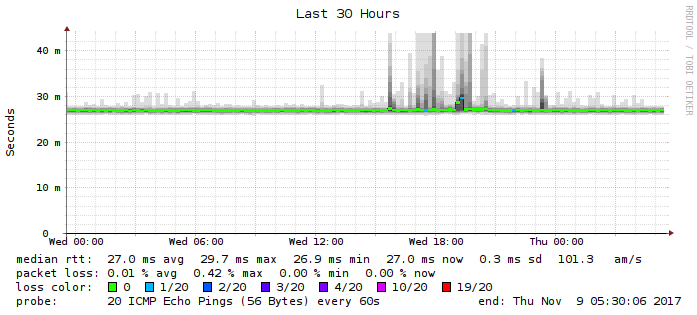 Last 30 Hours
RRDTOOL / TOBI OETIKER
Seconds
40 m
30 m
20 m
10 m
0
Wed 00:00 Wed 06:00 Wed 12:00 Wed 18:00 Thu 00:00
median rtt: 27.0 ms avg 29.7 ms max 26.9 ms min 27.0 ms now 0.3 ms sd 101.3 am/s
packet loss: 0.01 % avg 0.42 % max 0.00 % min 0.00 % now
loss color: 0 1/20 2/20 3/20 4/20 10/20 19/20
probe: 20 ICMP Echo Pings (56 Bytes) every 60s end: Thu Nov 9 05:30:06 2017